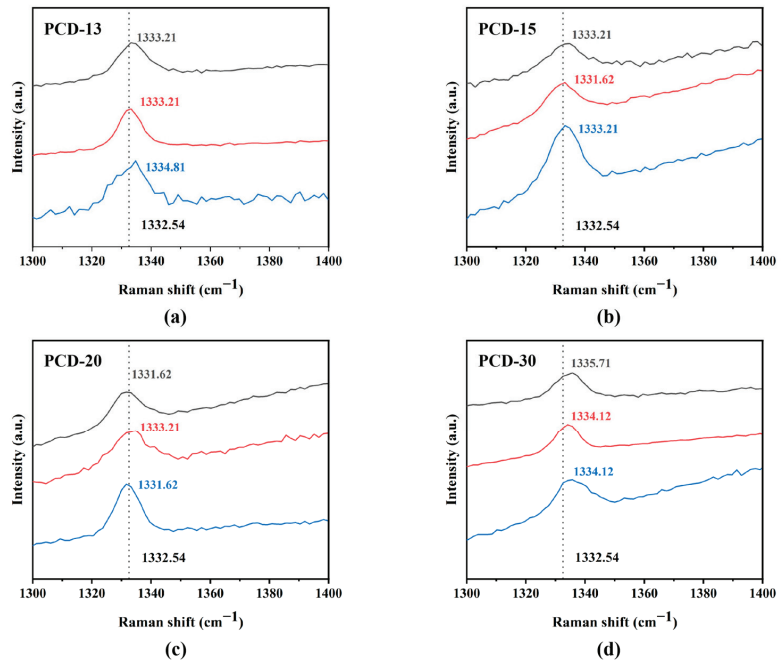 PCD-13
1333.21
1333.21
1334.81
1332.54
Intensity (a.u.)
1300 1320 1340 1360 1380 1400
Raman shift (cm⁻¹)
(a)
PCD-15
1333.21
1331.62
1333.21
1332.54
Intensity (a.u.)
1300 1320 1340 1360 1380 1400
Raman shift (cm⁻¹)
(b)
PCD-20
1331.62
1333.21
1331.62
1332.54
Intensity (a.u.)
1300 1320 1340 1360 1380 1400
Raman shift (cm⁻¹)
(c)
PCD-30
1335.71
1334.12
1334.12
1332.54
Intensity (a.u.)
1300 1320 1340 1360 1380 1400
Raman shift (cm⁻¹)
(d)